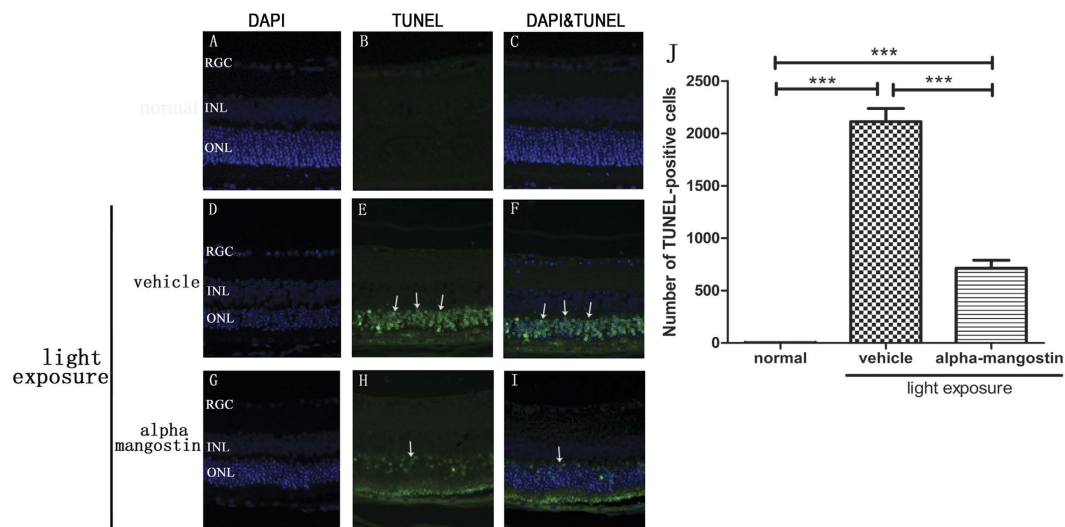 DAPI
TUNEL
DAPI&TUNEL
A
RGC
INL
ONL
B
C
normal
D
RGC
INL
ONL
E
F
vehicle
light
exposure
G
RGC
INL
ONL
H
I
alpha
mangostin
J
***
*** ***
Number of TUNEL-positive cells
2500
2000
1500
1000
500
0
normal vehicle alpha-mangostin
light exposure